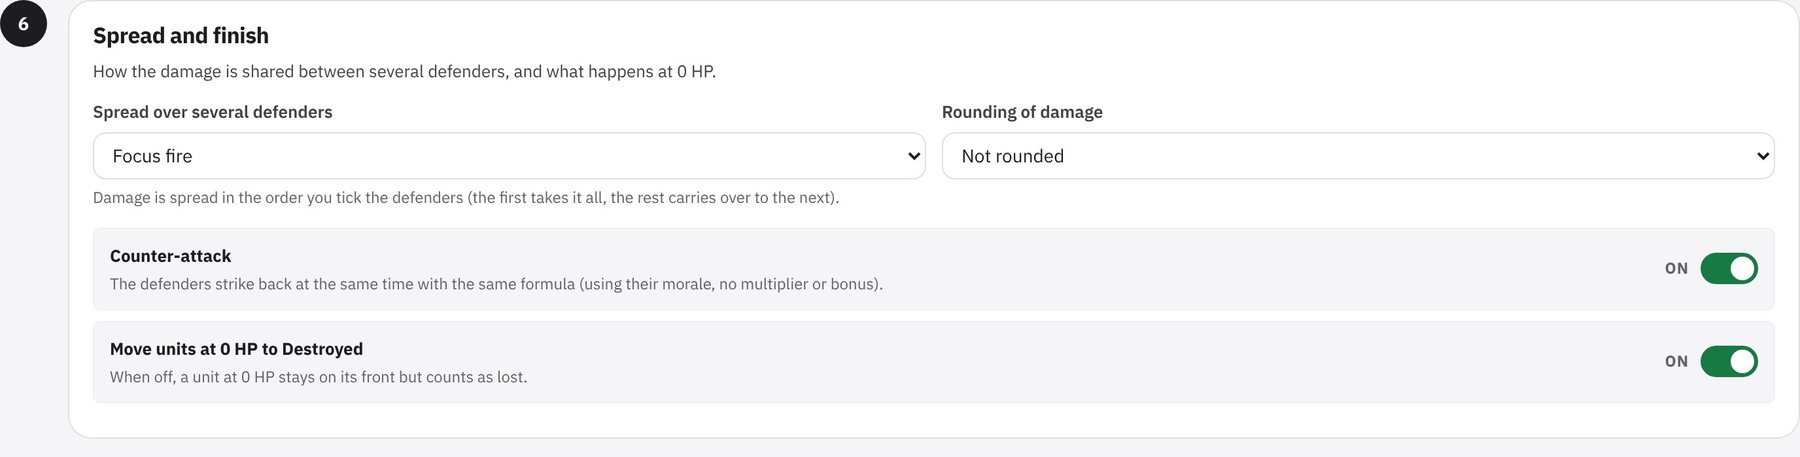 6
Spread and finish
How the damage is shared between several defenders, and what happens at 0 HP.
Spread over several defenders
Rounding of damage
Focus fire
Not rounded
Damage is spread in the order you tick the defenders (the first takes it all, the rest carries over to the next).
Counter-attack
The defenders strike back at the same time with the same formula (using their morale, no multiplier or bonus).
ON
Move units at 0 HP to Destroyed
When off, a unit at 0 HP stays on its front but counts as lost.
ON